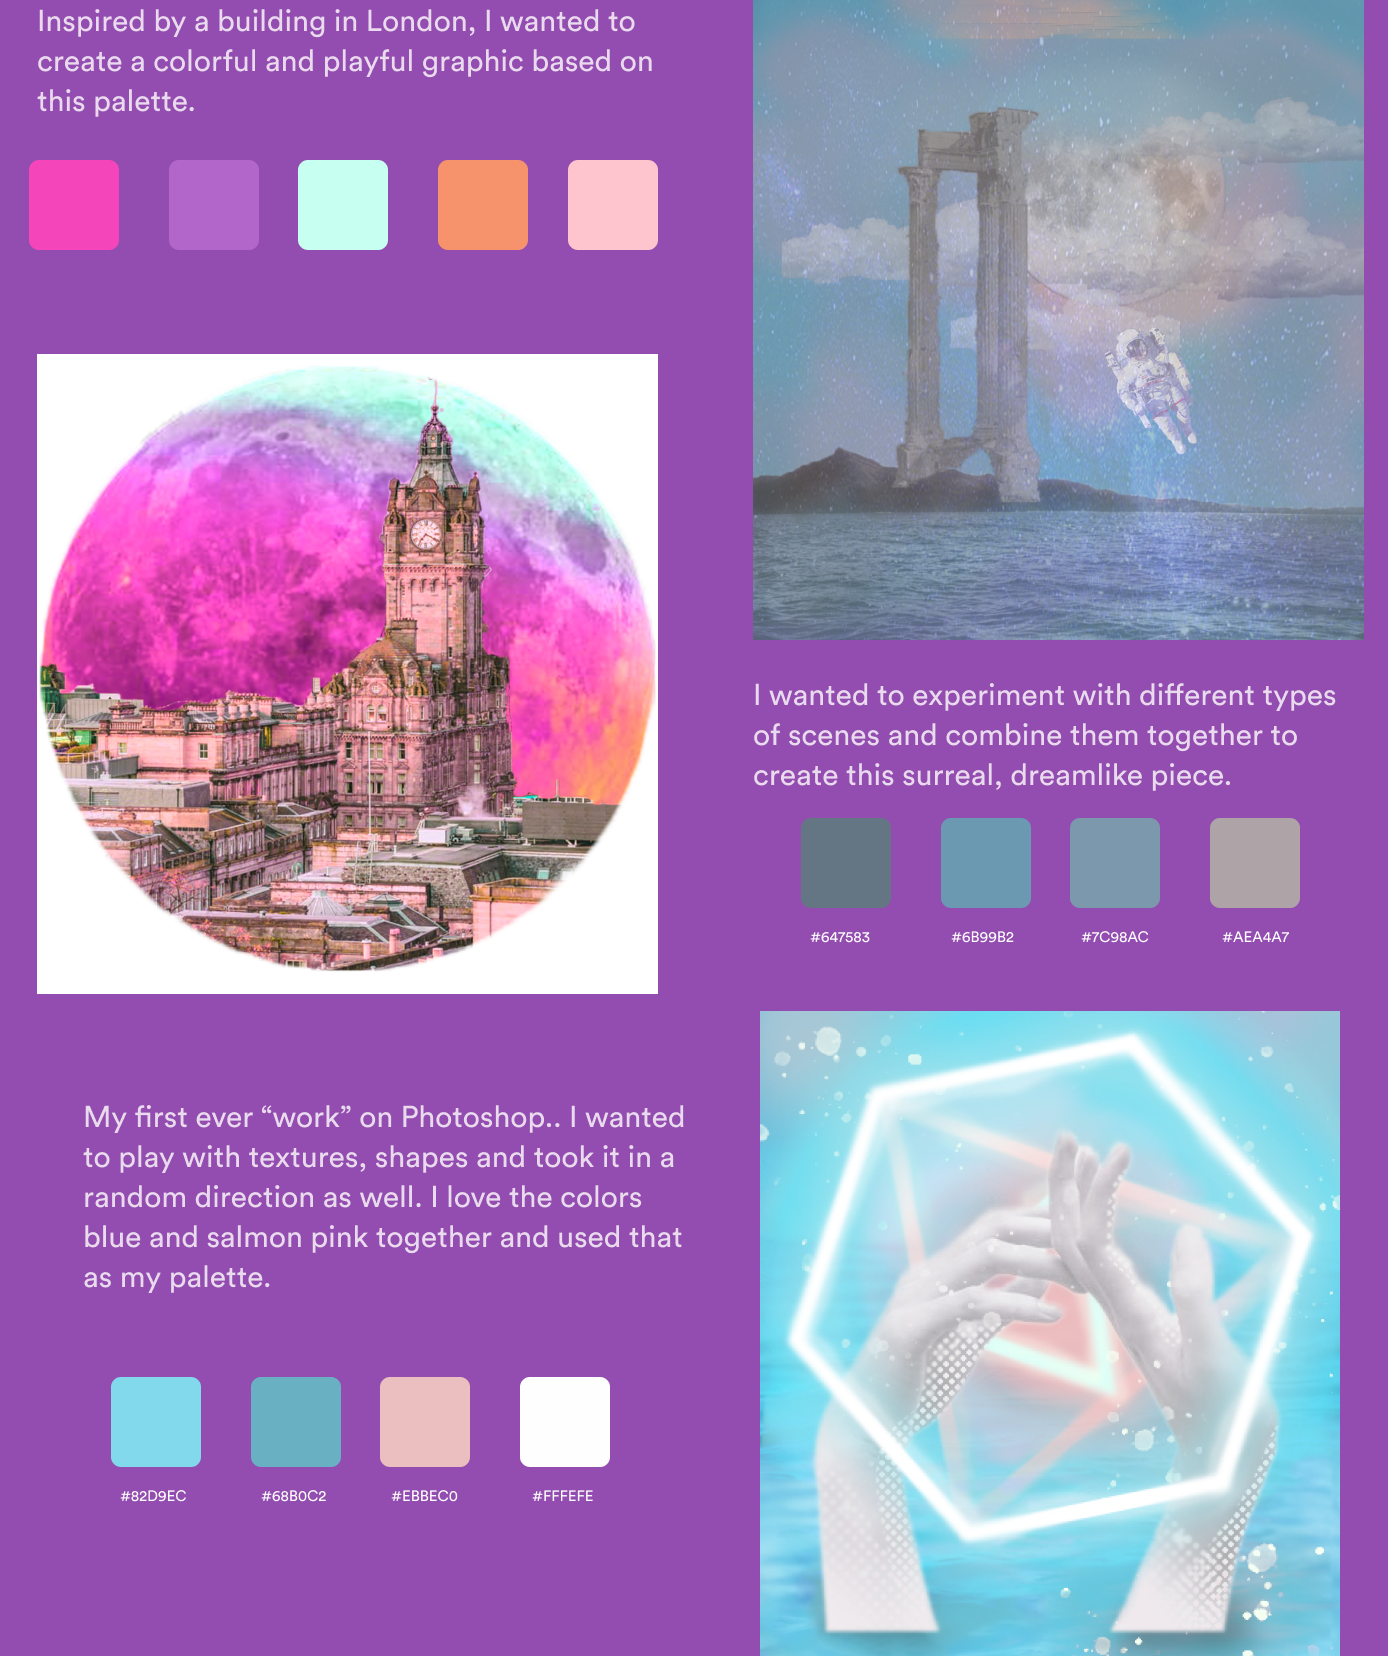 Inspired by a building in London, I wanted to
create a colorful and playful graphic based on
this palette.
I wanted to experiment with different types
of scenes and combine them together to
create this surreal, dreamlike piece.
#647583
#6B99B2
#7C98AC
#AEA4A7
My first ever “work” on Photoshop.. I wanted
to play with textures, shapes and took it in a
random direction as well. I love the colors
blue and salmon pink together and used that
as my palette.
#82D9EC
#68B0C2
#EBBEC0
#FFFEFE